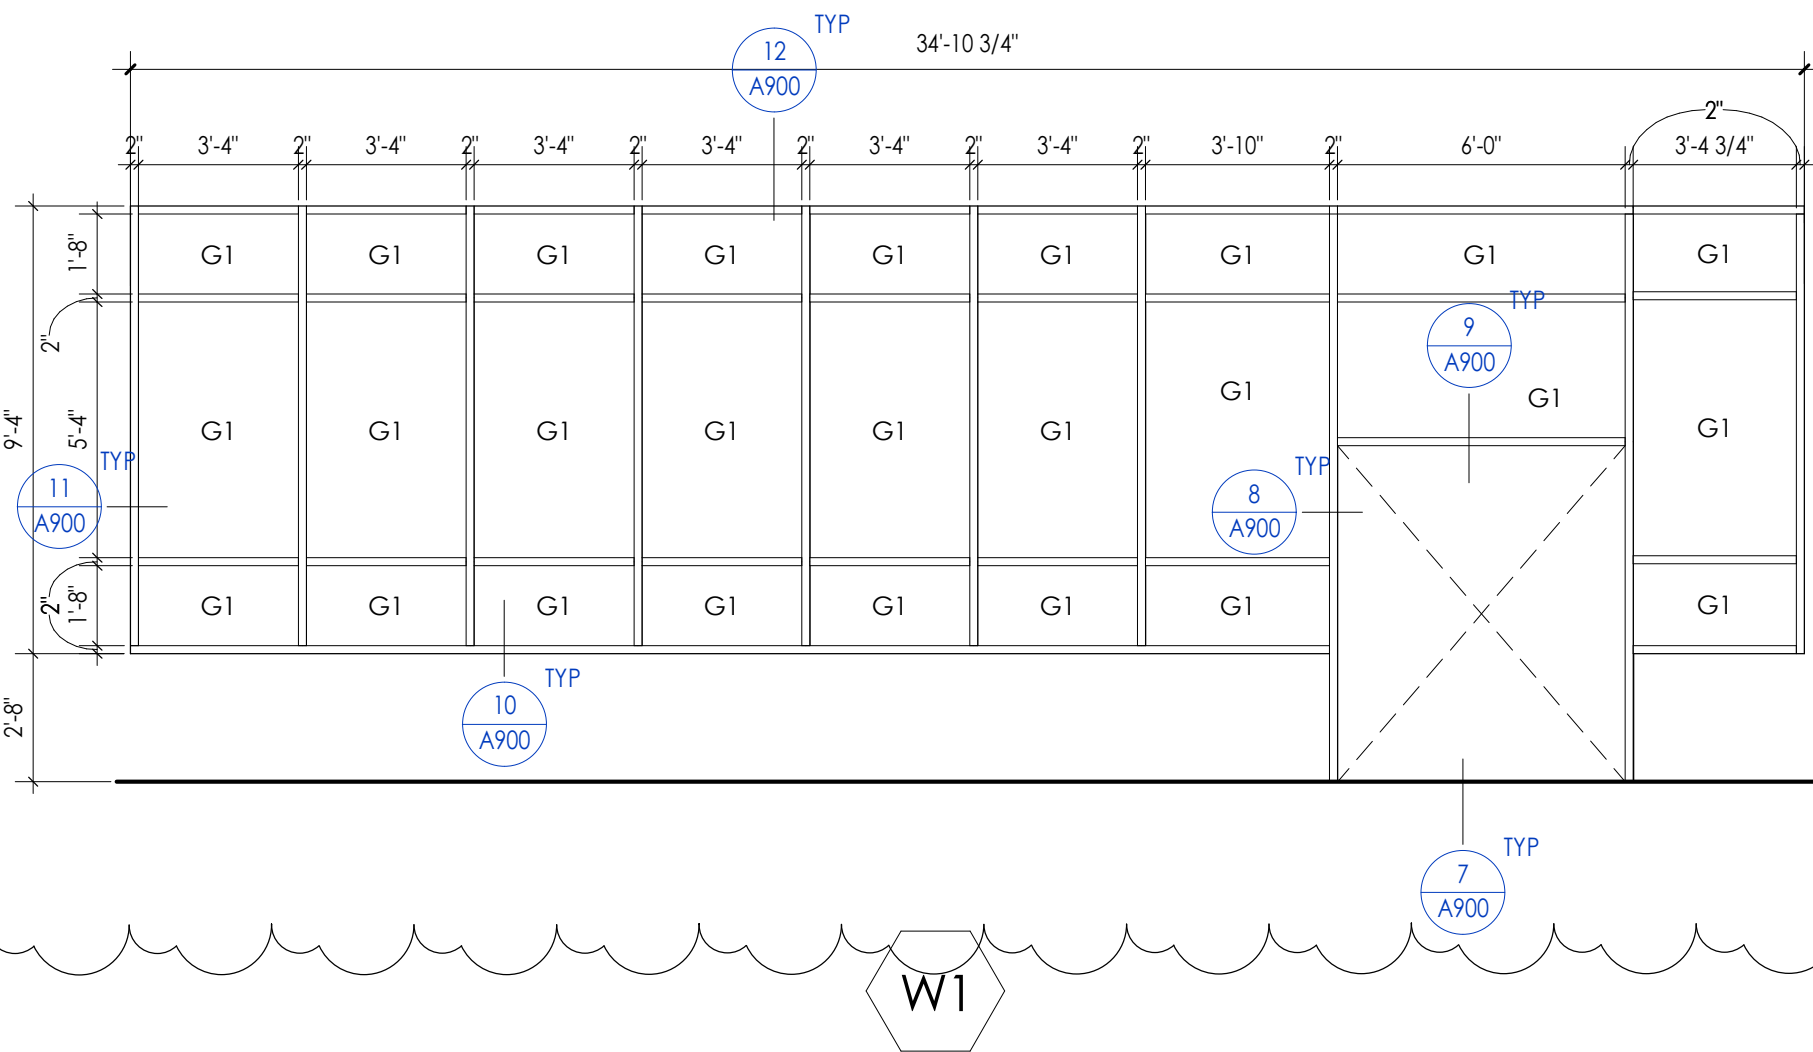 TYP
12
A900
34'-10 3/4"
2"
2" 3'-4" 2" 3'-4" 2" 3'-4" 2" 3'-4" 2" 3'-4" 2" 3'-4" 2" 3'-10" 2" 6'-0" 3'-4 3/4"
1'-8"
G1 G1 G1 G1 G1 G1 G1 G1 G1
TYP
9
A900
2"
9'-4"
5'-4"
G1 G1 G1 G1 G1 G1 G1 G1 G1
TYP
11
A900
TYP
8
A900
2"
1'-8"
G1 G1 G1 G1 G1 G1 G1 G1
TYP
10
A900
2'-8"
TYP
7
A900
W1